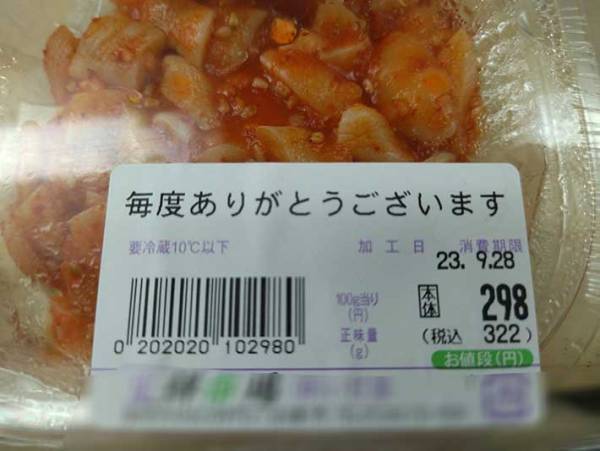 毎度ありがとうございます
要冷蔵10℃以下 加工日 消費期限
23. 9.28
100g当り
(円)
本体 298
正味量
(g)
(税込 322)
0 202020 102980
お値段(円)